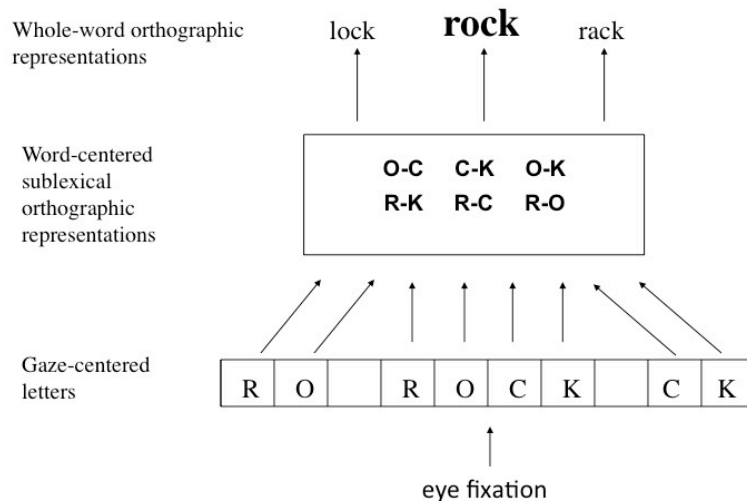 Whole-word orthographic
representations
lock rock rack
Word-centered
sublexical
orthographic
representations
O-C C-K O-K
R-K R-C R-O
Gaze-centered
letters
R O R O C K C K
eye fixation